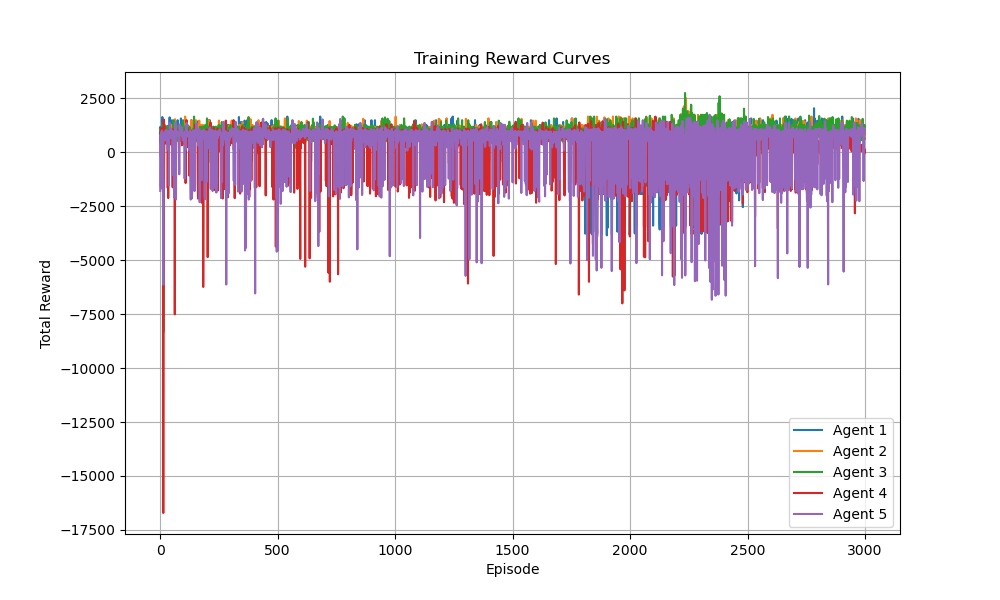 Training Reward Curves
Total Reward
2500
0
−2500
−5000
−7500
−10000
−12500
−15000
−17500
0 500 1000 1500 2000 2500 3000
Episode
Agent 1
Agent 2
Agent 3
Agent 4
Agent 5